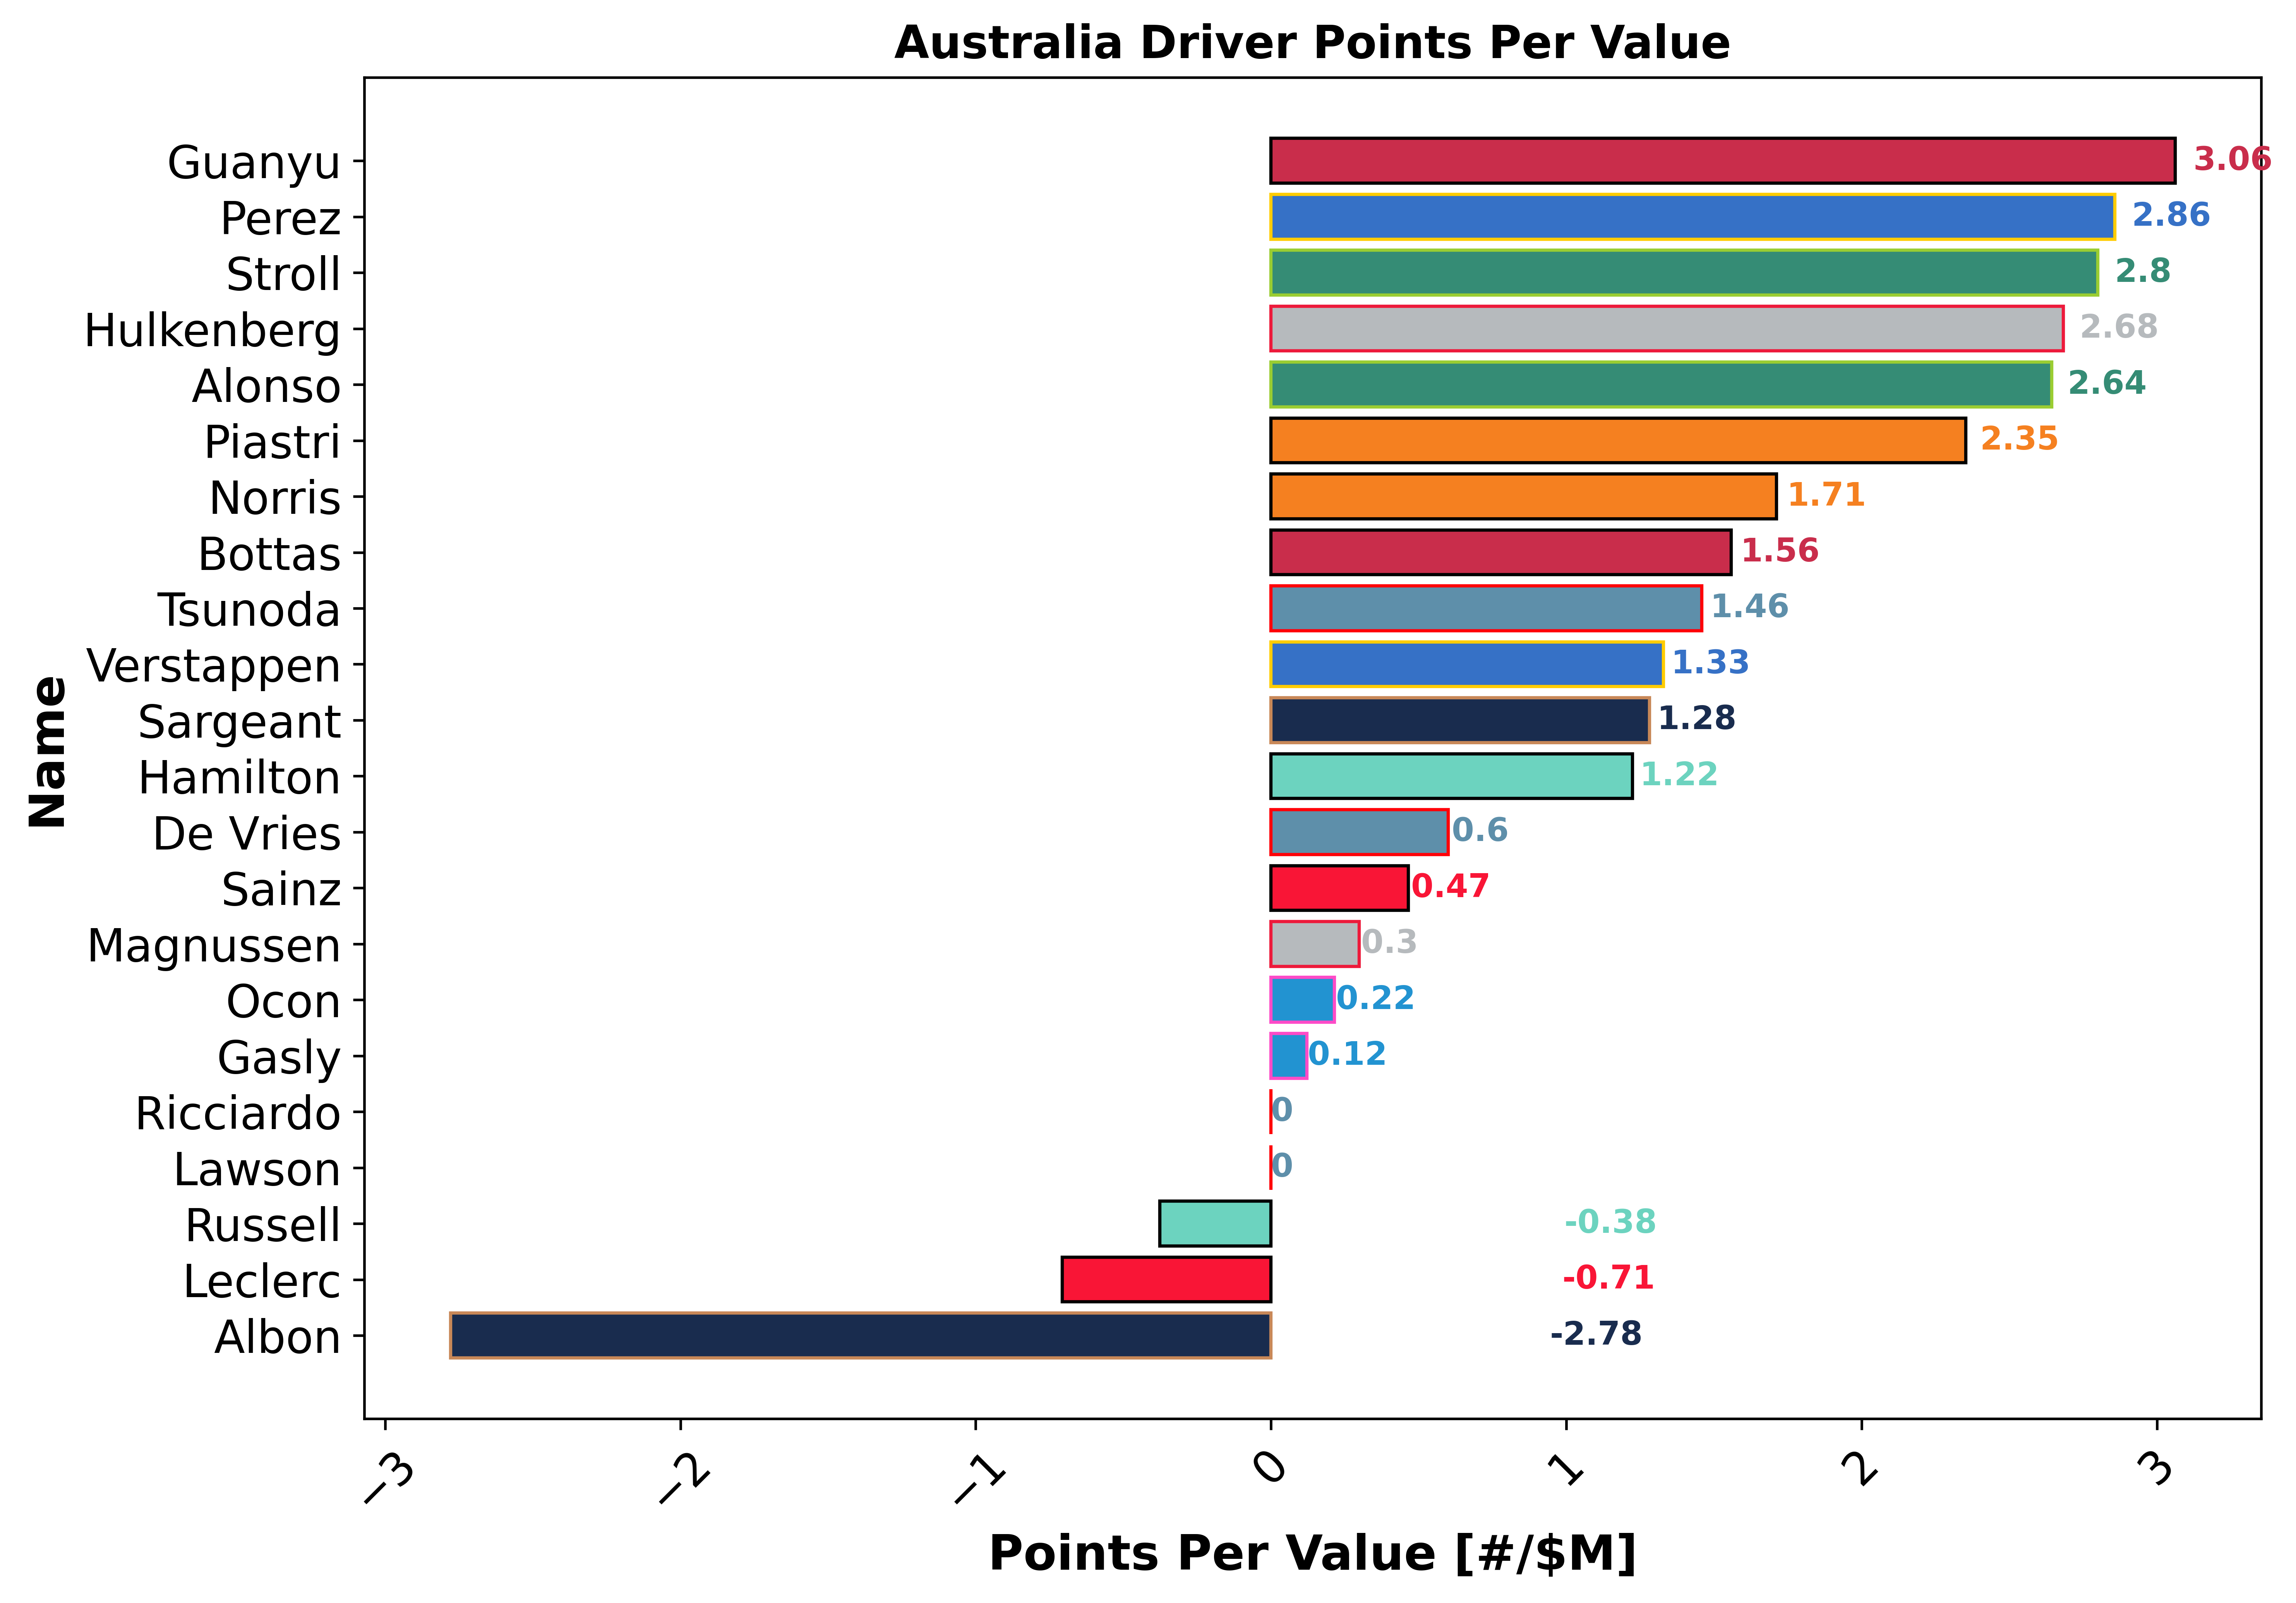 Australia Driver Points Per Value
Guanyu 3.06
Perez 2.86
Stroll 2.8
Hulkenberg 2.68
Alonso 2.64
Piastri 2.35
Norris 1.71
Bottas 1.56
Tsunoda 1.46
Verstappen 1.33
Sargeant 1.28
Hamilton 1.22
De Vries 0.6
Sainz 0.47
Magnussen 0.3
Ocon 0.22
Gasly 0.12
Ricciardo 0
Lawson 0
Russell -0.38
Leclerc -0.71
Albon -2.78
Name
−3 −2 −1 0 1 2 3
Points Per Value [#/$M]